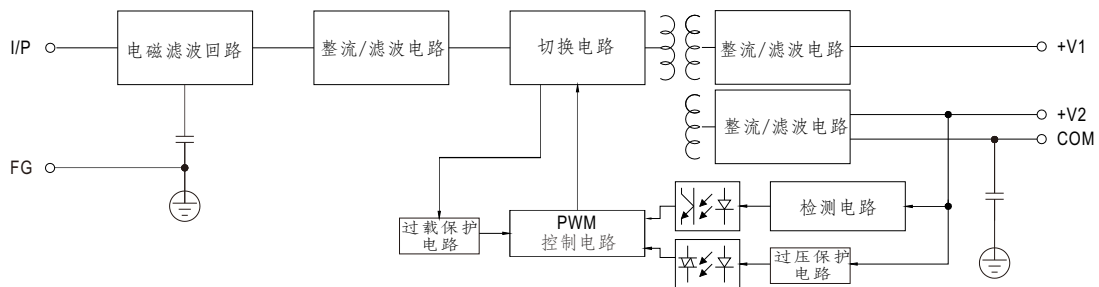 I/P
电磁滤波回路
整流/滤波电路
切换电路
整流/滤波电路
+V1
整流/滤波电路
+V2
COM
FG
过载保护
电路
PWM
控制电路
检测电路
过压保护
电路